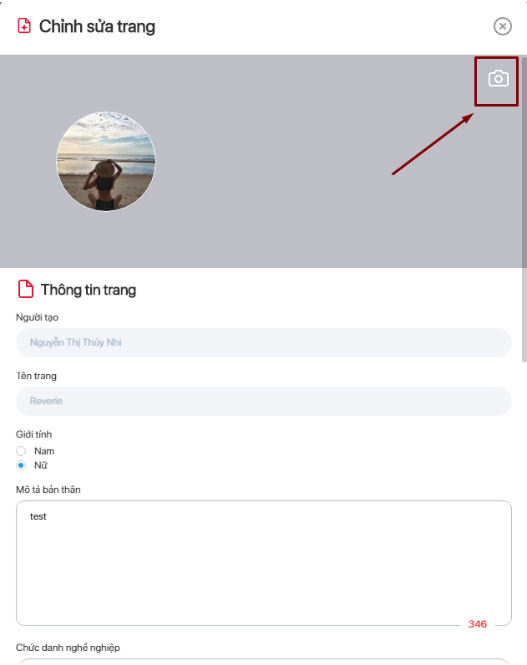 Chỉnh sửa trang
Thông tin trang
Người tạo
Nguyễn Thị Thúy Nhi
Tên trang
Reverie
Giới tính
Nam
Nữ
Mô tả bản thân
test
346
Chức danh nghề nghiệp